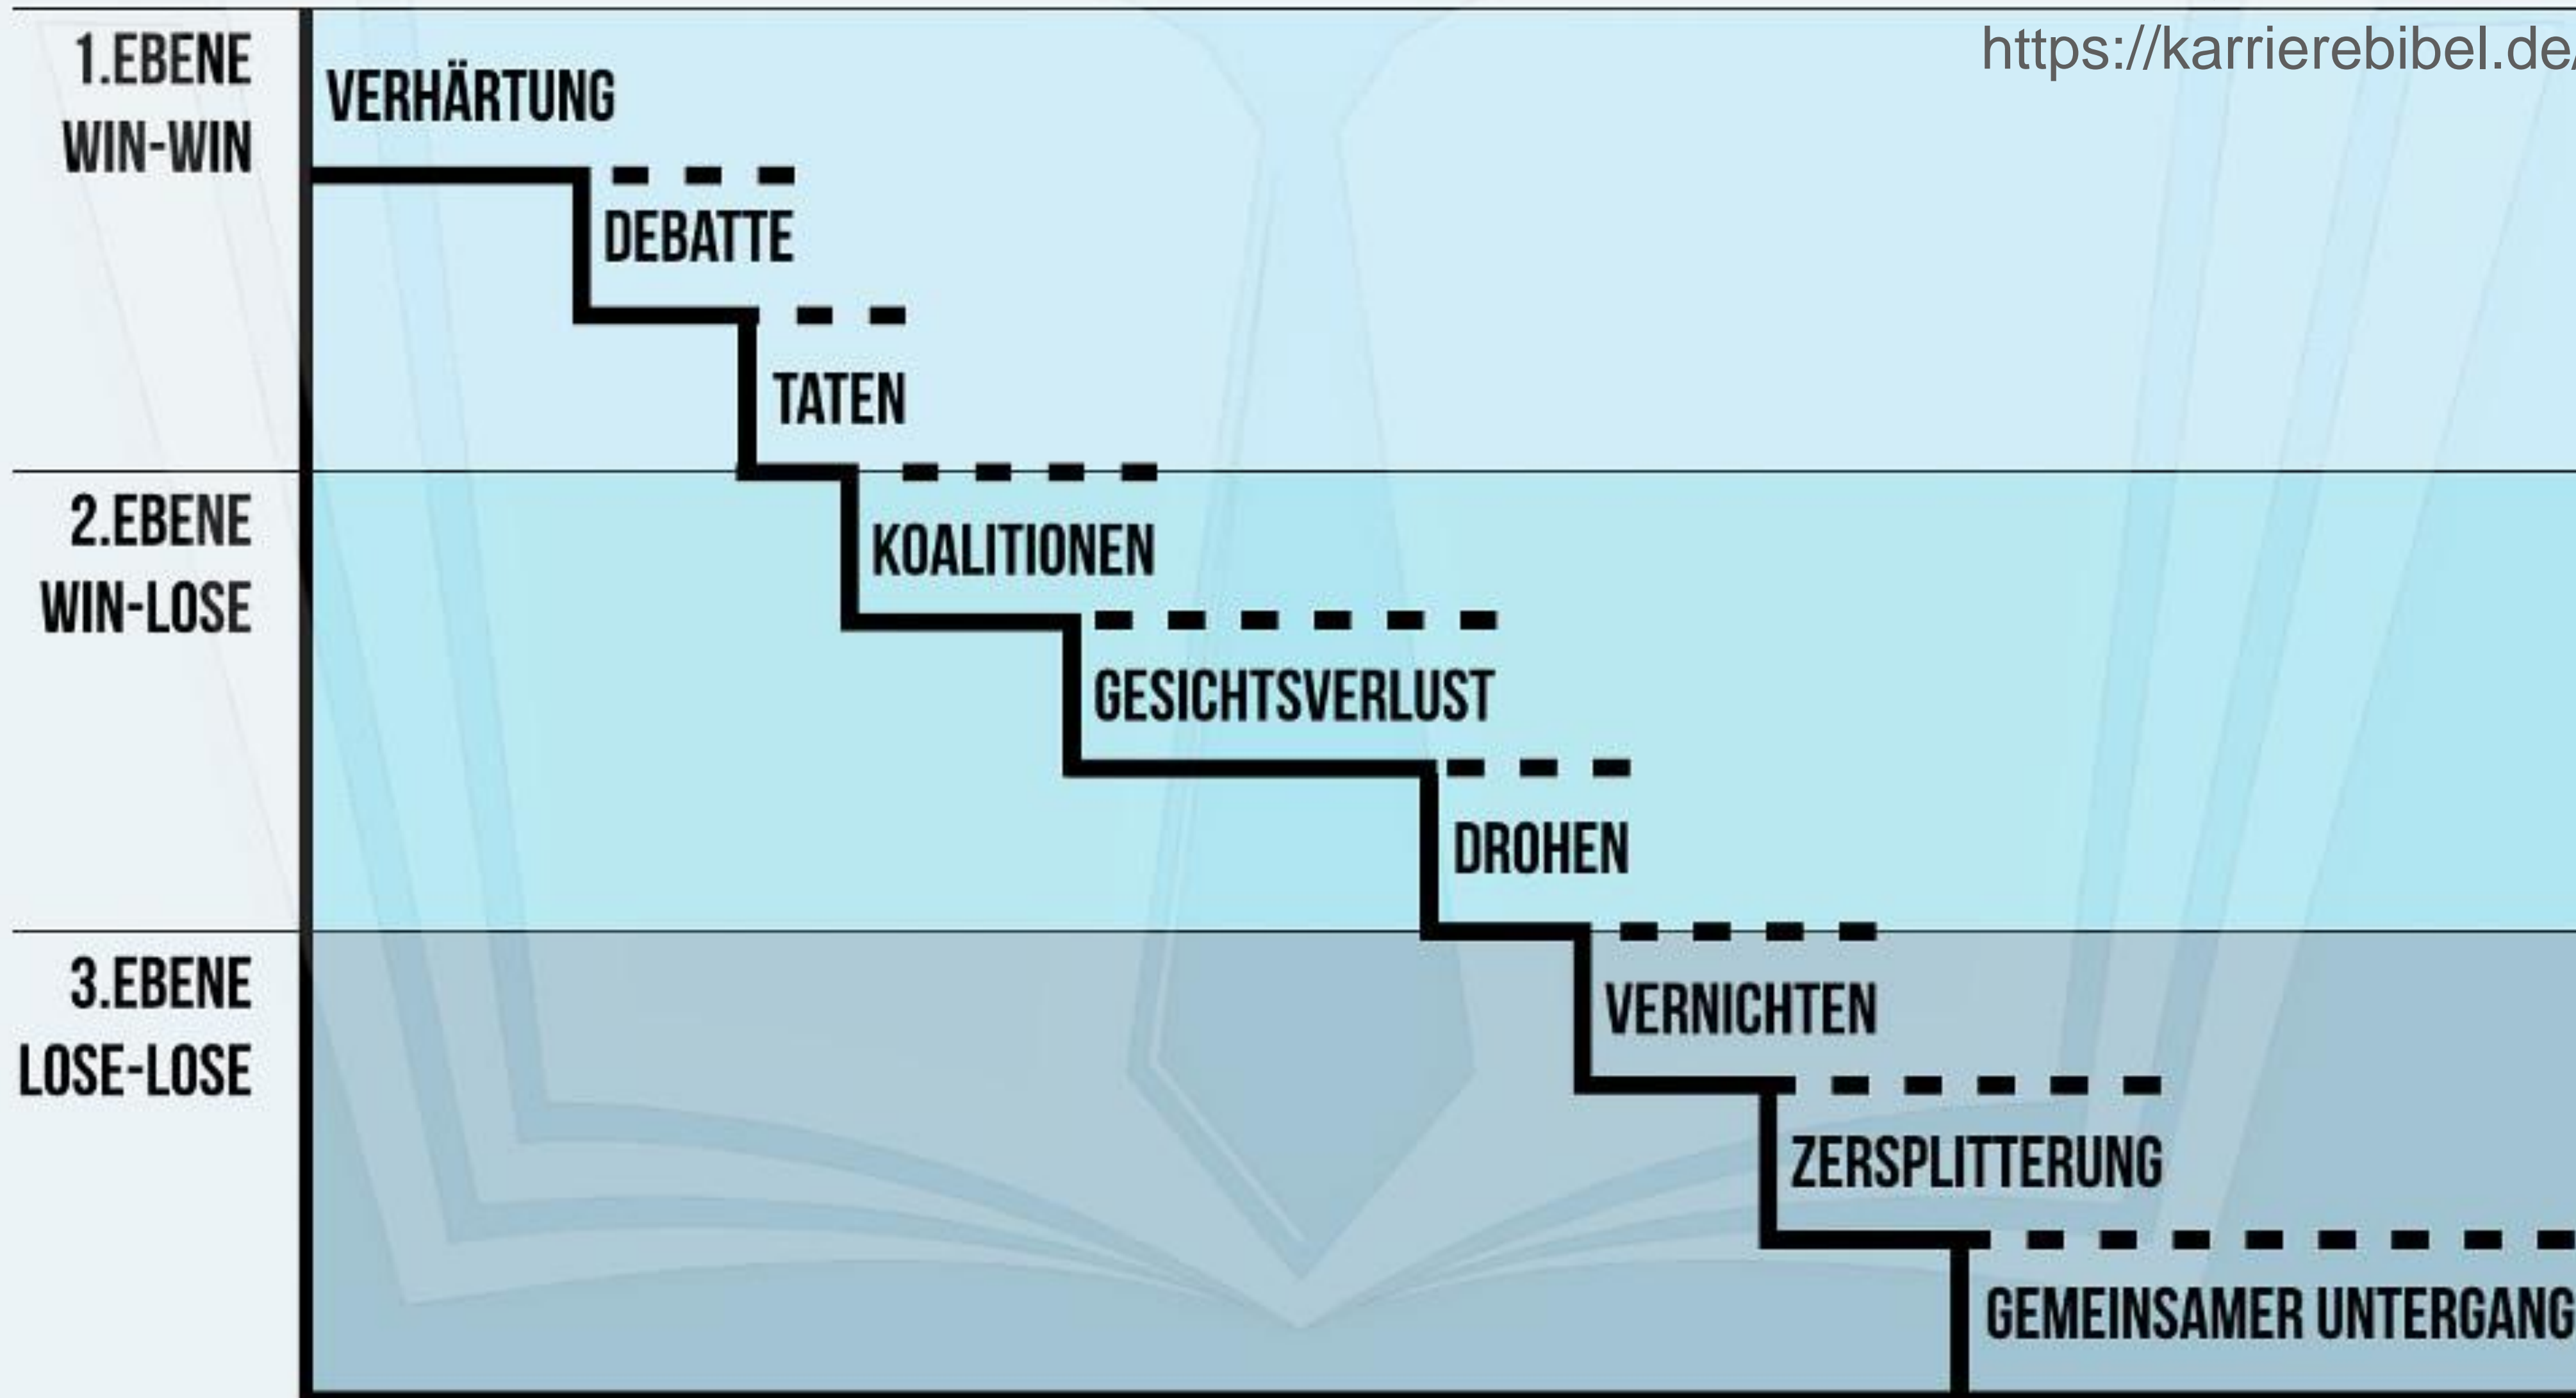 https://karrierebibel.de/
1.EBENE
WIN-WIN
VERHÄRTUNG
DEBATTE
TATEN
2.EBENE
WIN-LOSE
KOALITIONEN
GESICHTSVERLUST
DROHEN
3.EBENE
LOSE-LOSE
VERNICHTEN
ZERSPLITTERUNG
GEMEINSAMER UNTERGANG